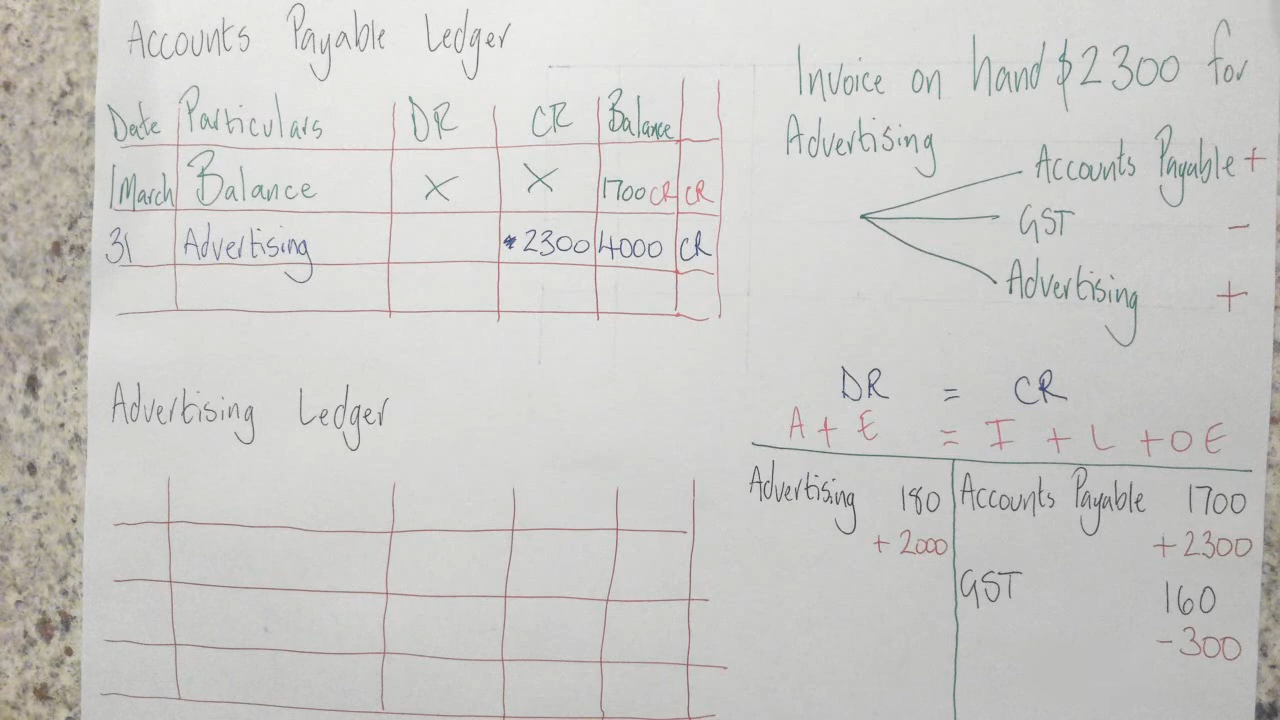 Accounts Payable Ledger
Date Particulars DR CR Balance
1 March Balance X X 1700 CR CR
31 Advertising 2300 4000 CR
Invoice on hand $2300 for
Advertising
Accounts Payable +
GST -
Advertising +
Advertising Ledger
DR = CR
A + E = I + L + OE
Advertising 180 Accounts Payable 1700
+ 2000 + 2300
GST 160
- 300